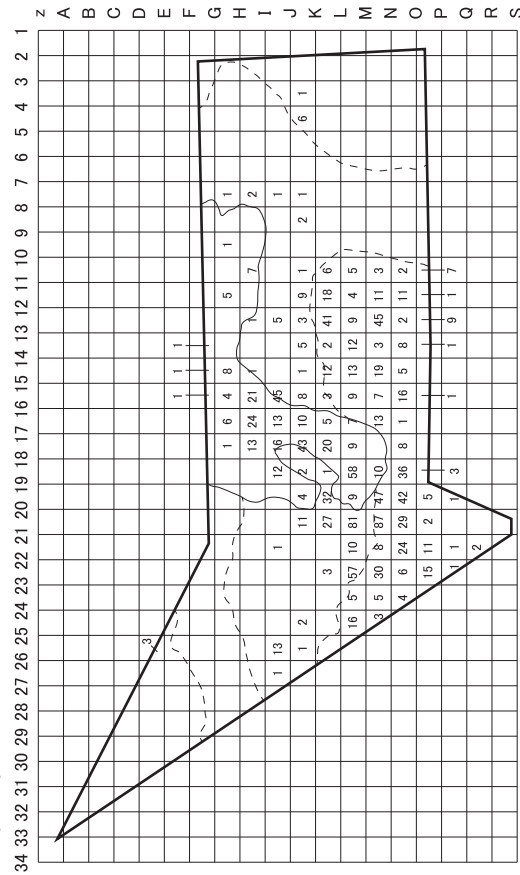 34 33 32 31 30 29 28 27 26 25 24 23 22 21 20 19 18 17 16 15 14 13 12 11 10 9 8 7 6 5 4 3 2 1
Z
A
B
C
D
3
E
1 1 1
F
G
1 6 4 8 5 1 1
H
13 24 21 1 1 7 2
I
1 13 1 12 16 13 45 5 1
J
1 2 11 4 2 43 10 8 1 5 3 9 1 2 1 6 1
K
3 27 32 1 20 5 3 12 2 41 18 6
L
16 5 57 10 81 9 58 9 7 13 12 9 4 5
M
3 5 30 8 87 47 10 13 9 19 3 45 11 3
N
4 6 24 29 42 36 8 16 1 5 8 2 11 2
O
15 11 2 5
P
1 1 1 3 1 1 9 1 7
Q
2
R
S